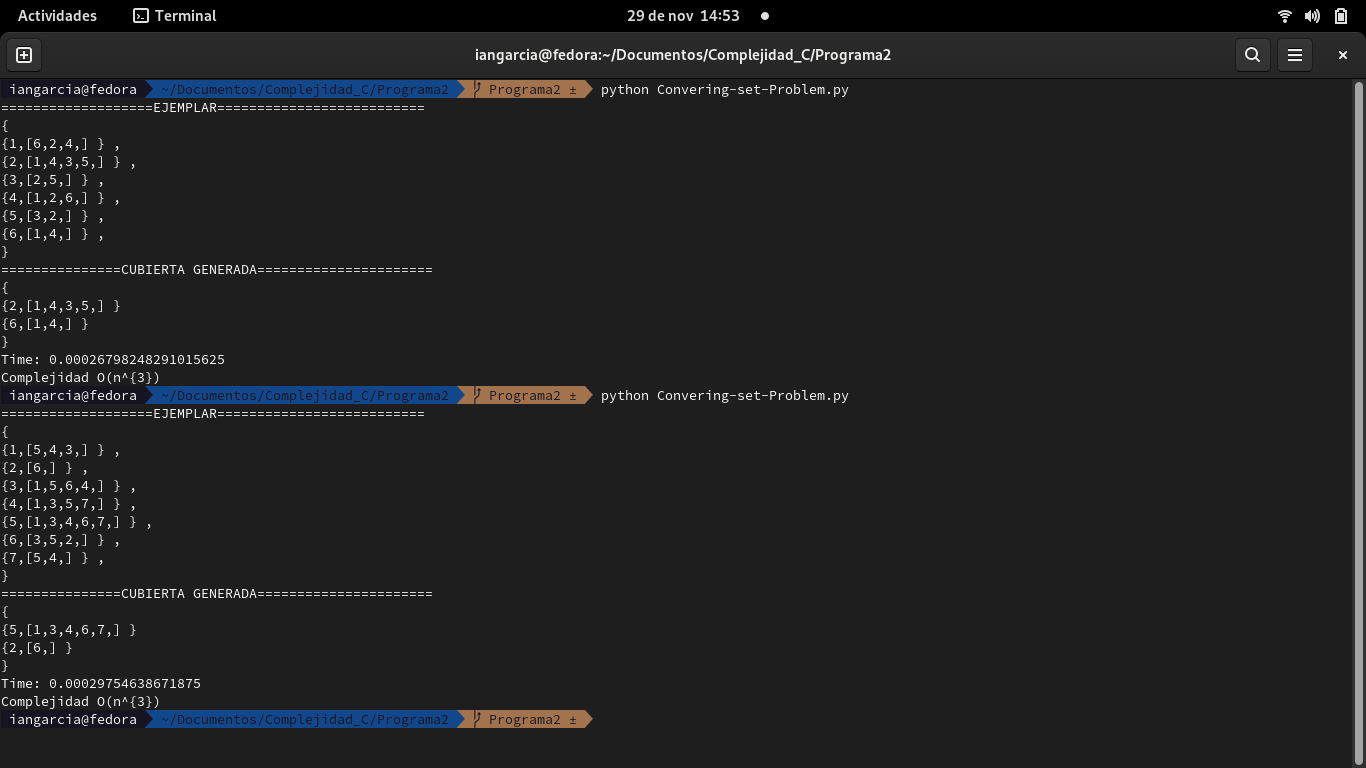 Actividades Terminal 29 de nov 14:53
iangarcia@fedora:~/Documentos/Complejidad_C/Programa2
iangarcia@fedora ~/Documentos/Complejidad_C/Programa2 Programa2 ± python Convering-set-Problem.py
===================EJEMPLAR==========================
{
{1,[6,2,4,] } ,
{2,[1,4,3,5,] } ,
{3,[2,5,] } ,
{4,[1,2,6,] } ,
{5,[3,2,] } ,
{6,[1,4,] } ,
}
===============CUBIERTA GENERADA======================
{
{2,[1,4,3,5,] }
{6,[1,4,] }
}
Time: 0.00026798248291015625
Complejidad O(n^{3})
iangarcia@fedora ~/Documentos/Complejidad_C/Programa2 Programa2 ± python Convering-set-Problem.py
===================EJEMPLAR==========================
{
{1,[5,4,3,] } ,
{2,[6,] } ,
{3,[1,5,6,4,] } ,
{4,[1,3,5,7,] } ,
{5,[1,3,4,6,7,] } ,
{6,[3,5,2,] } ,
{7,[5,4,] } ,
}
===============CUBIERTA GENERADA======================
{
{5,[1,3,4,6,7,] }
{2,[6,] }
}
Time: 0.00029754638671875
Complejidad O(n^{3})
iangarcia@fedora ~/Documentos/Complejidad_C/Programa2 Programa2 ±